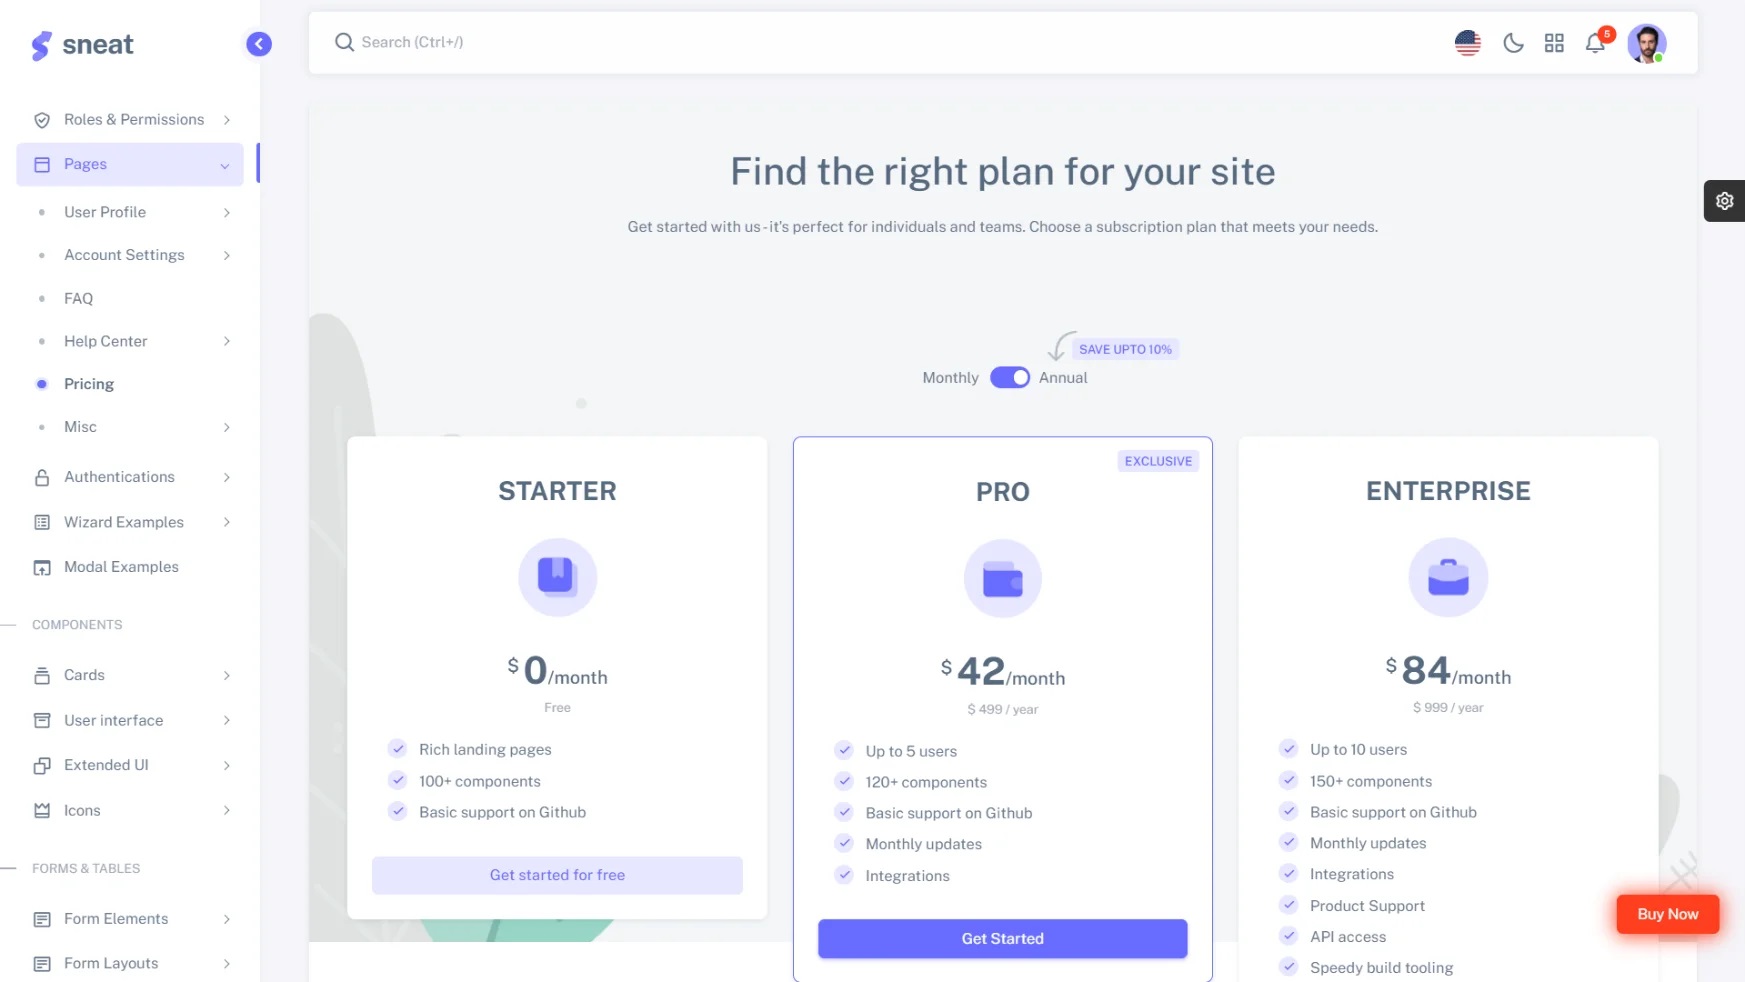 sneat
Search (Ctrl+/)
5
Roles & Permissions
Pages
User Profile
Account Settings
FAQ
Help Center
Pricing
Misc
Authentications
Wizard Examples
Modal Examples
COMPONENTS
Cards
User interface
Extended UI
Icons
FORMS & TABLES
Form Elements
Form Layouts
Find the right plan for your site
Get started with us - it's perfect for individuals and teams. Choose a subscription plan that meets your needs.
SAVE UPTO 10%
Monthly Annual
STARTER
$0/month
Free
Rich landing pages
100+ components
Basic support on Github
Get started for free
EXCLUSIVE
PRO
$42/month
$ 499 / year
Up to 5 users
120+ components
Basic support on Github
Monthly updates
Integrations
Get Started
ENTERPRISE
$84/month
$ 999 / year
Up to 10 users
150+ components
Basic support on Github
Monthly updates
Integrations
Product Support
API access
Speedy build tooling
Buy Now